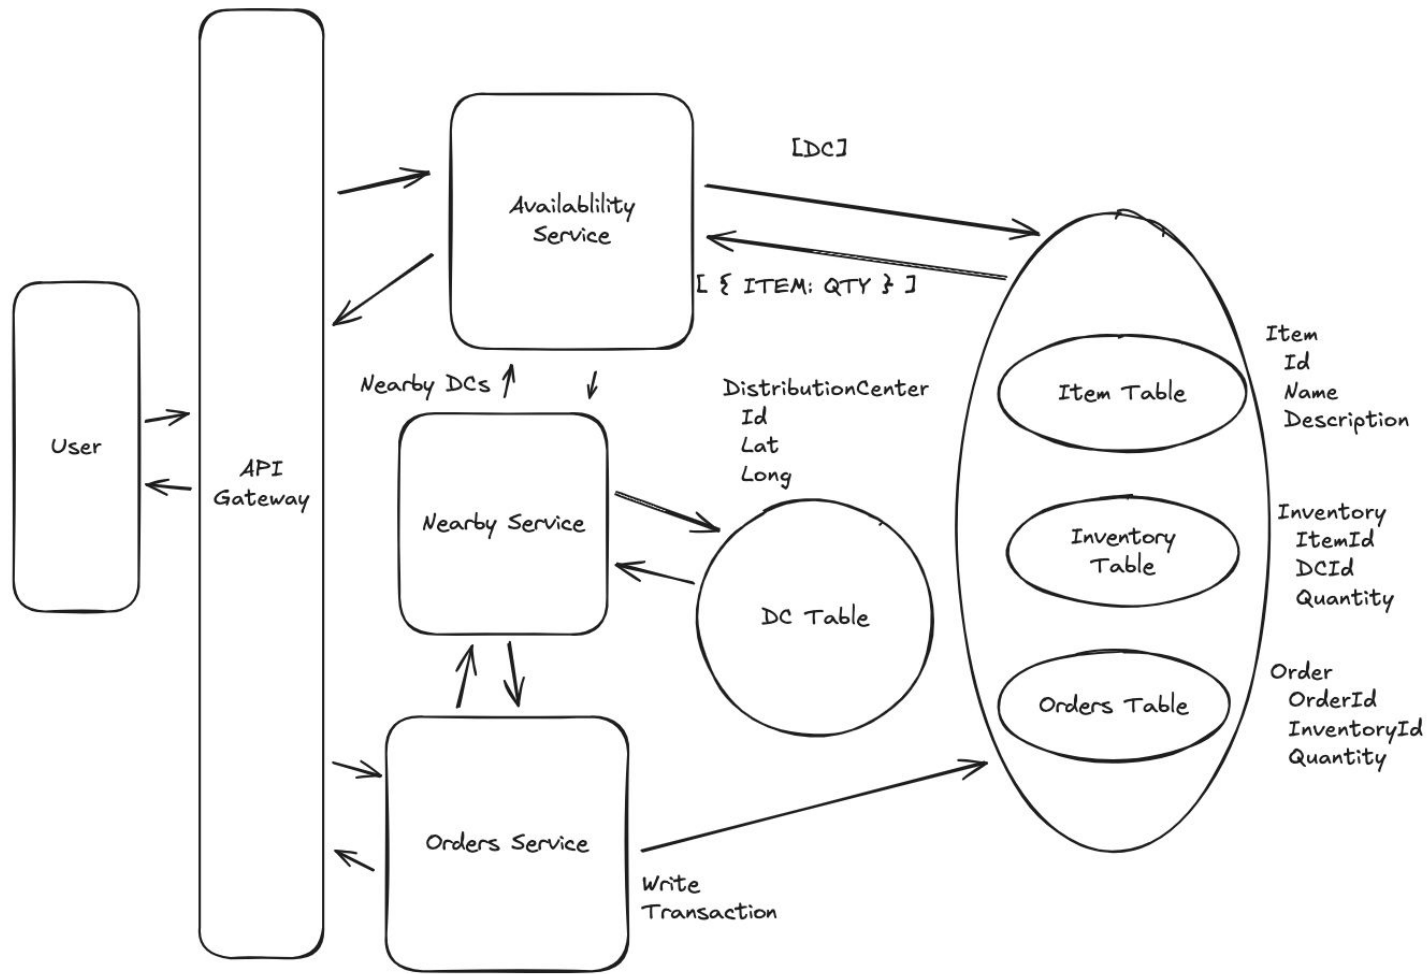 [DC]
Availablility
Service
[ { ITEM: QTY } ]
Nearby DCs
DistributionCenter
Id
Lat
Long
Item
Id
Name
Description
Item Table
User
API
Gateway
Nearby Service
Inventory
Table
Inventory
ItemId
DCId
Quantity
DC Table
Orders Table
Order
OrderId
InventoryId
Quantity
Orders Service
Write
Transaction